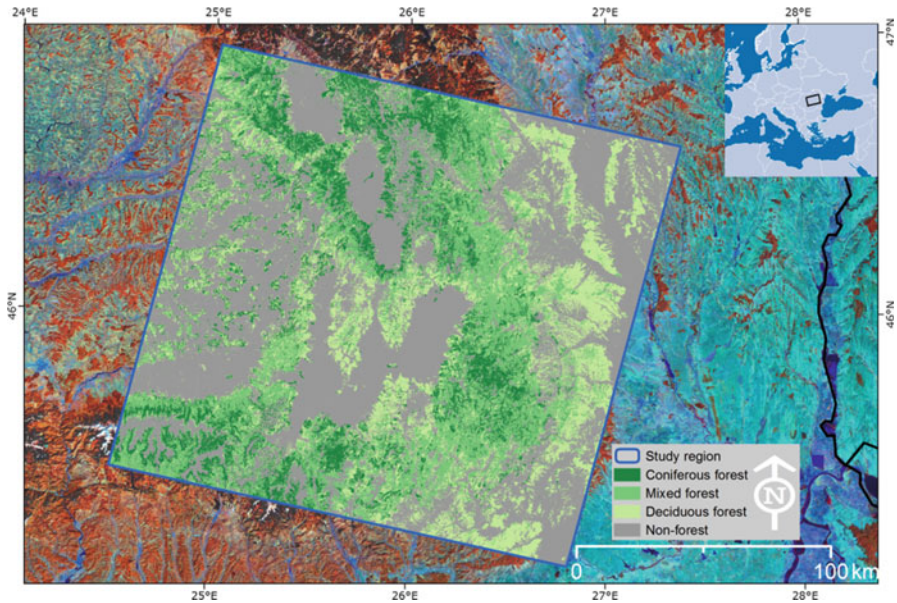 24°E 25°E 26°E 27°E 28°E
47°N
46°N 46°N
Study region
Coniferous forest
Mixed forest
Deciduous forest
Non-forest
N
0 100 km
25°E 26°E 27°E 28°E